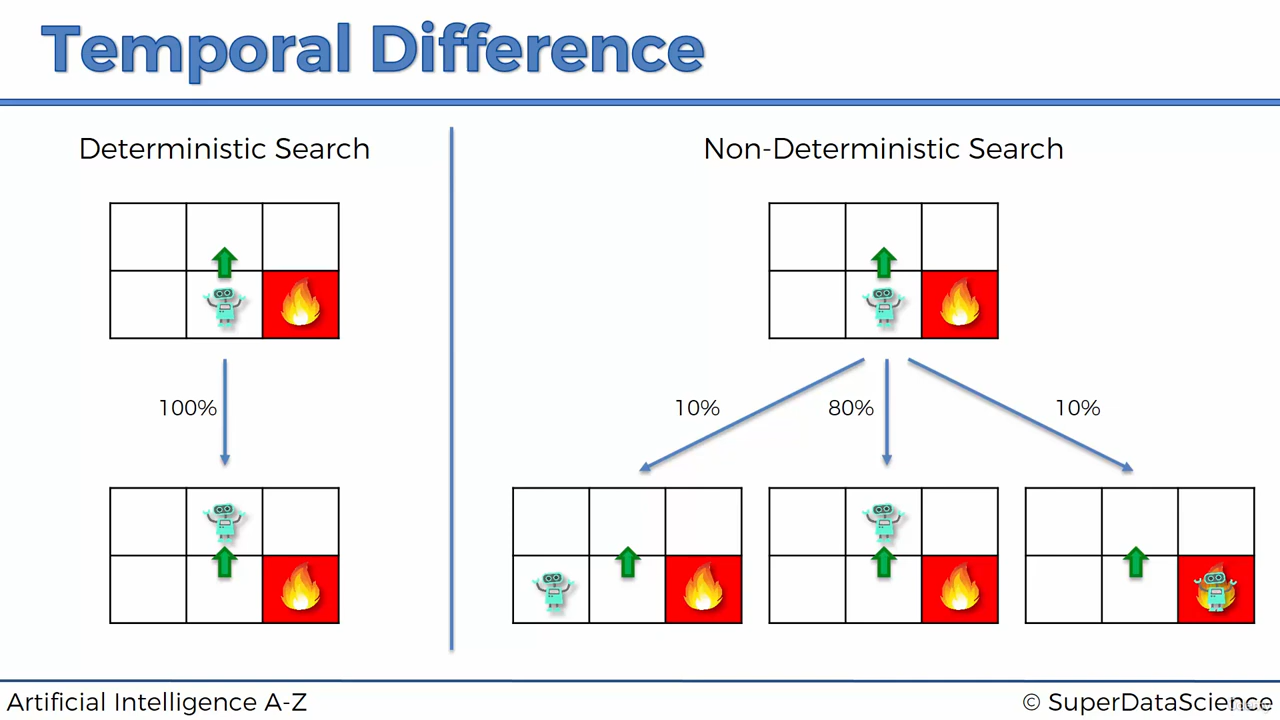 Temporal Difference
Deterministic Search
Non-Deterministic Search
100%
10%
80%
10%
Artificial Intelligence A-Z
© SuperDataScience